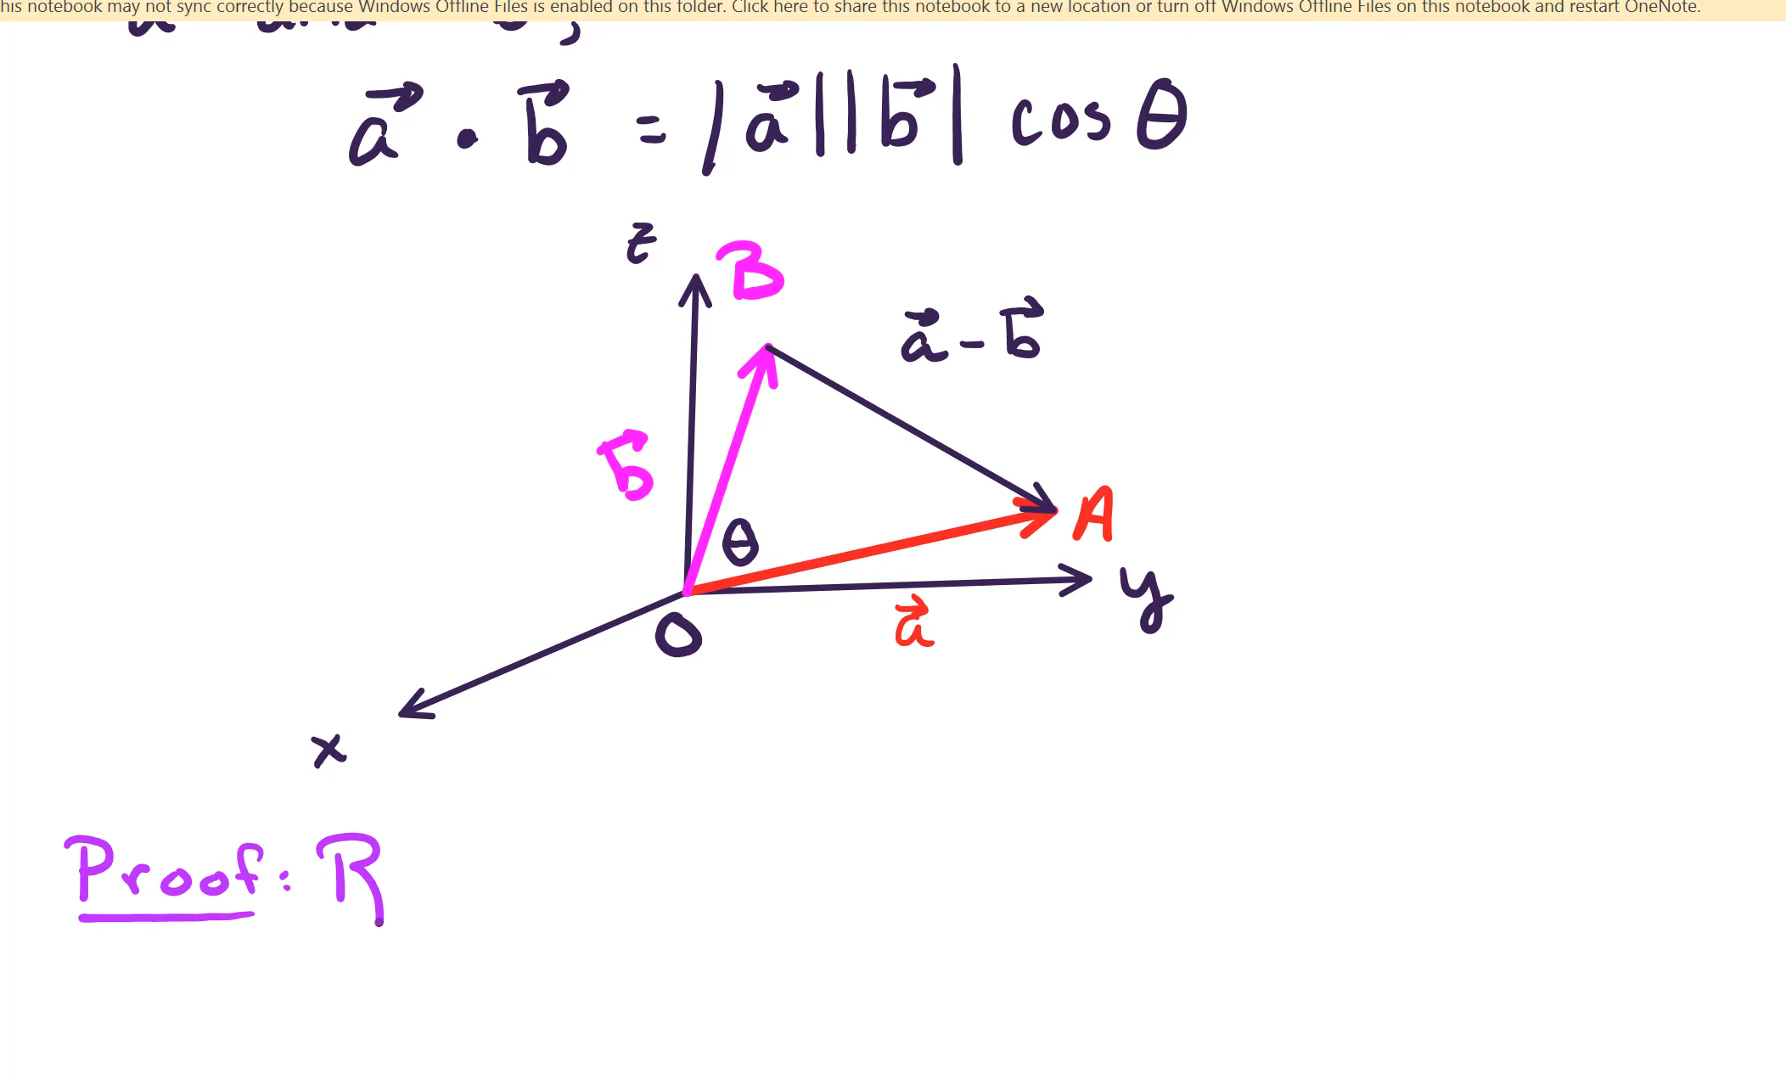 his notebook may not sync correctly because Windows Offline Files is enabled on this folder. Click here to share this notebook to a new location or turn off Windows Offline Files on this notebook and restart OneNote.
a⃗ · b⃗ = |a⃗||b⃗| cos θ
z
B
a⃗ - b⃗
b⃗
θ
A
y
O
a⃗
x
Proof: R